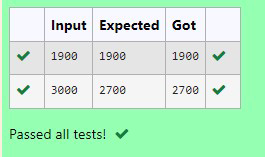 Input Expected Got
1900 1900 1900
3000 2700 2700
Passed all tests!